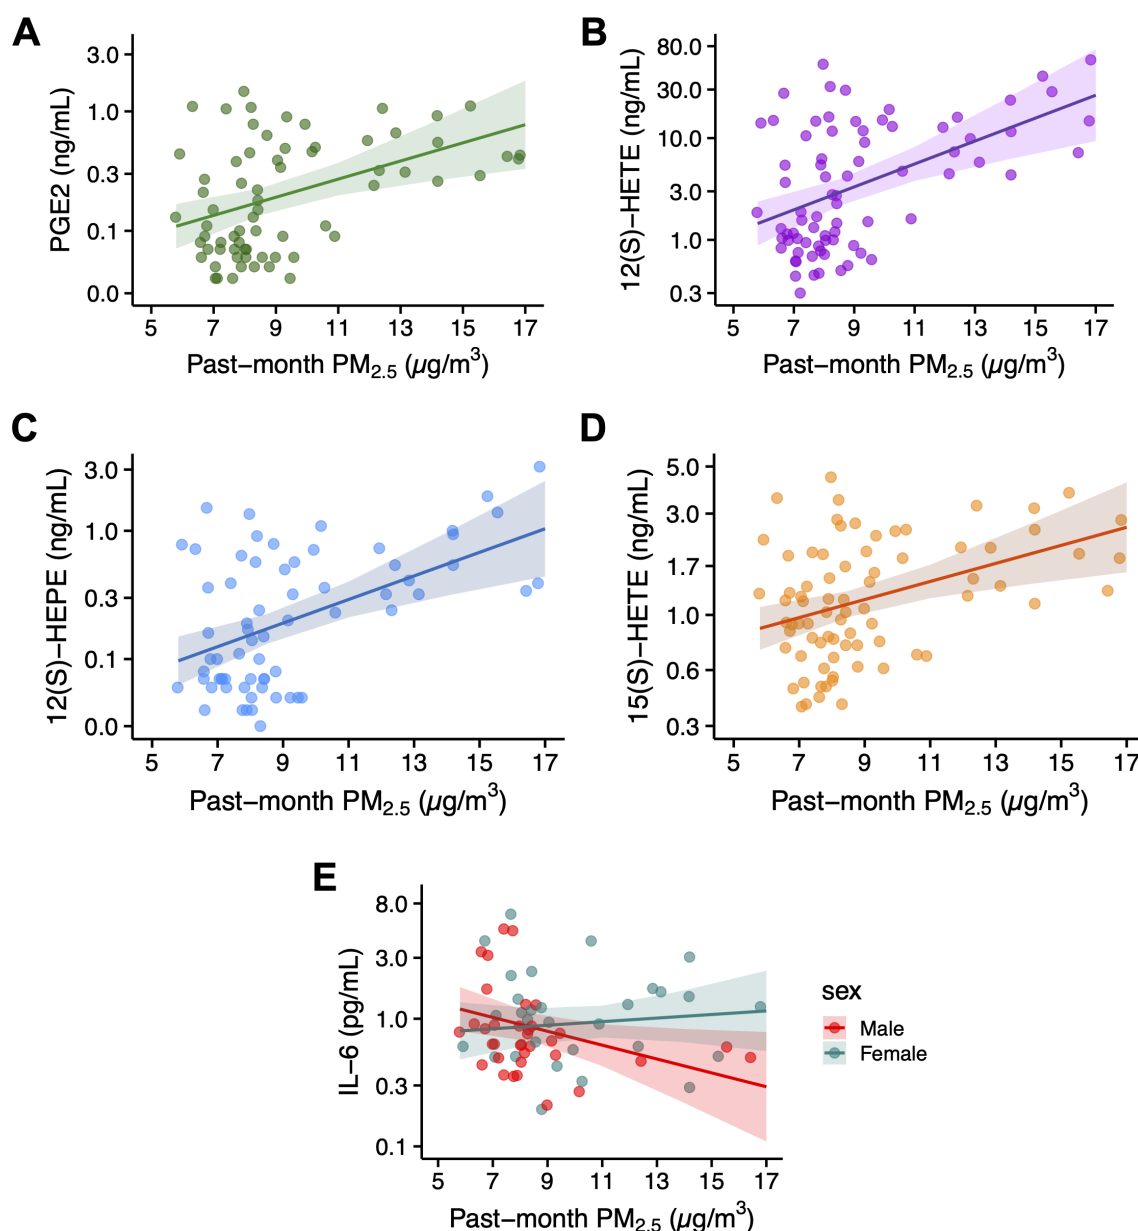 A
PGE2 (ng/mL)
3.0
1.0
0.3
0.1
0.0
5 7 9 11 13 15 17
Past−month PM2.5 (µg/m3)
B
12(S)−HETE (ng/mL)
80.0
30.0
10.0
3.0
1.0
0.3
5 7 9 11 13 15 17
Past−month PM2.5 (µg/m3)
C
12(S)−HEPE (ng/mL)
3.0
1.0
0.3
0.1
0.0
5 7 9 11 13 15 17
Past−month PM2.5 (µg/m3)
D
15(S)−HETE (ng/mL)
5.0
3.0
1.7
1.0
0.6
0.3
5 7 9 11 13 15 17
Past−month PM2.5 (µg/m3)
E
IL−6 (pg/mL)
8.0
3.0
1.0
0.3
0.1
5 7 9 11 13 15 17
Past−month PM2.5 (µg/m3)
sex
Male
Female